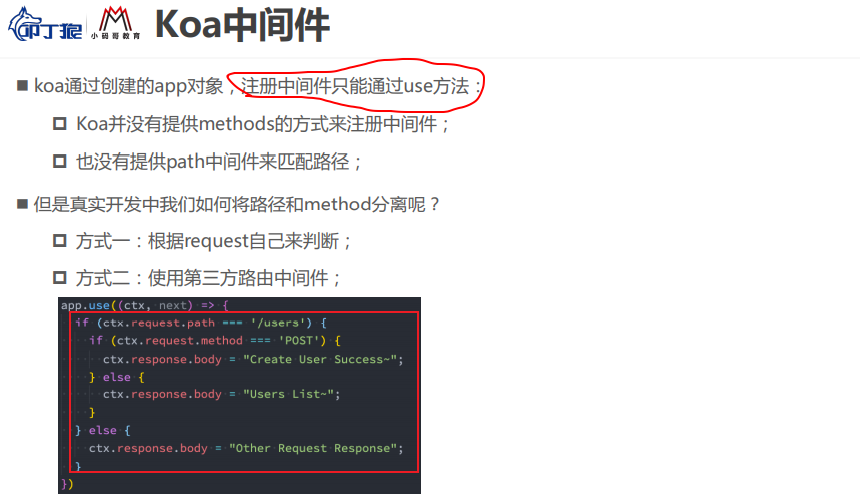 叩丁狼
小码哥教育
Koa中间件
koa通过创建的app对象，注册中间件只能通过use方法：
Koa并没有提供methods的方式来注册中间件；
也没有提供path中间件来匹配路径；
但是真实开发中我们如何将路径和method分离呢？
方式一：根据request自己来判断；
方式二：使用第三方路由中间件；
app.use((ctx, next) => {
if (ctx.request.path === '/users') {
if (ctx.request.method === 'POST') {
ctx.response.body = "Create User Success~";
} else {
ctx.response.body = "Users List~";
}
} else {
ctx.response.body = "Other Request Response";
}
})